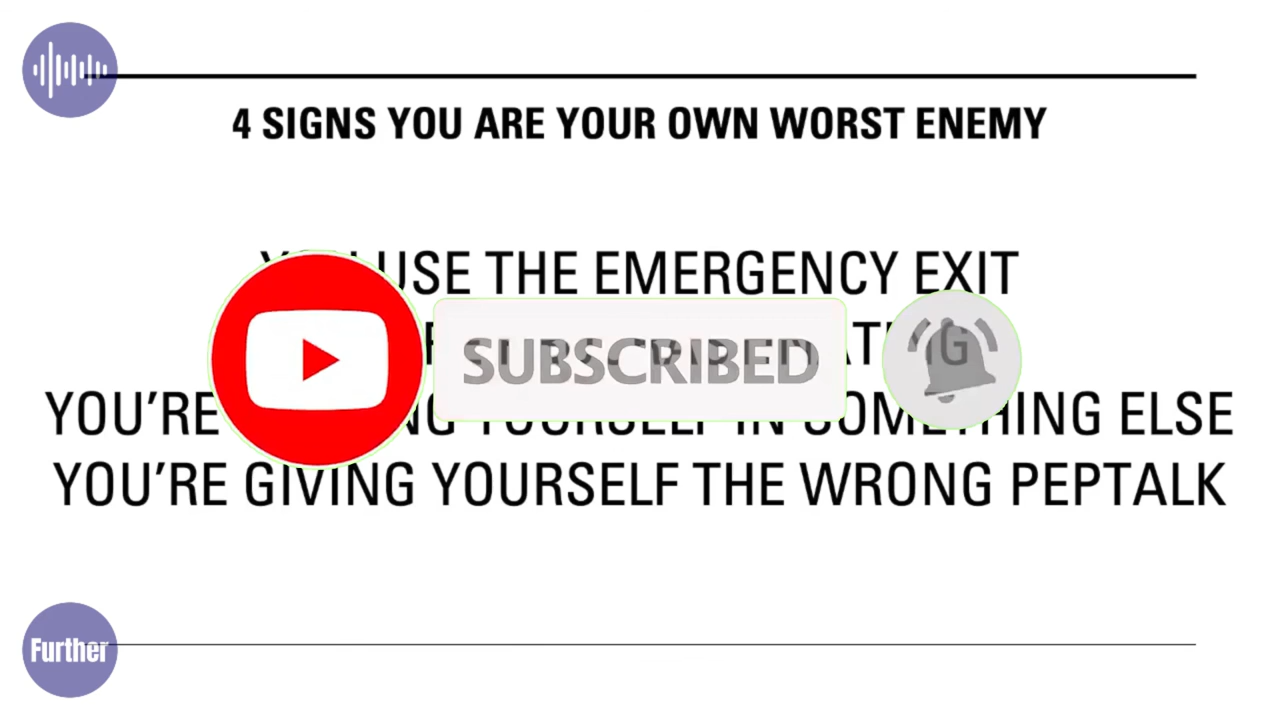 4 SIGNS YOU ARE YOUR OWN WORST ENEMY
USE THE EMERGENCY EXIT
SUBSCRIBED
YOU'RE YOURSELF IN SOMETHING ELSE
YOU'RE GIVING YOURSELF THE WRONG PEPTALK
Further